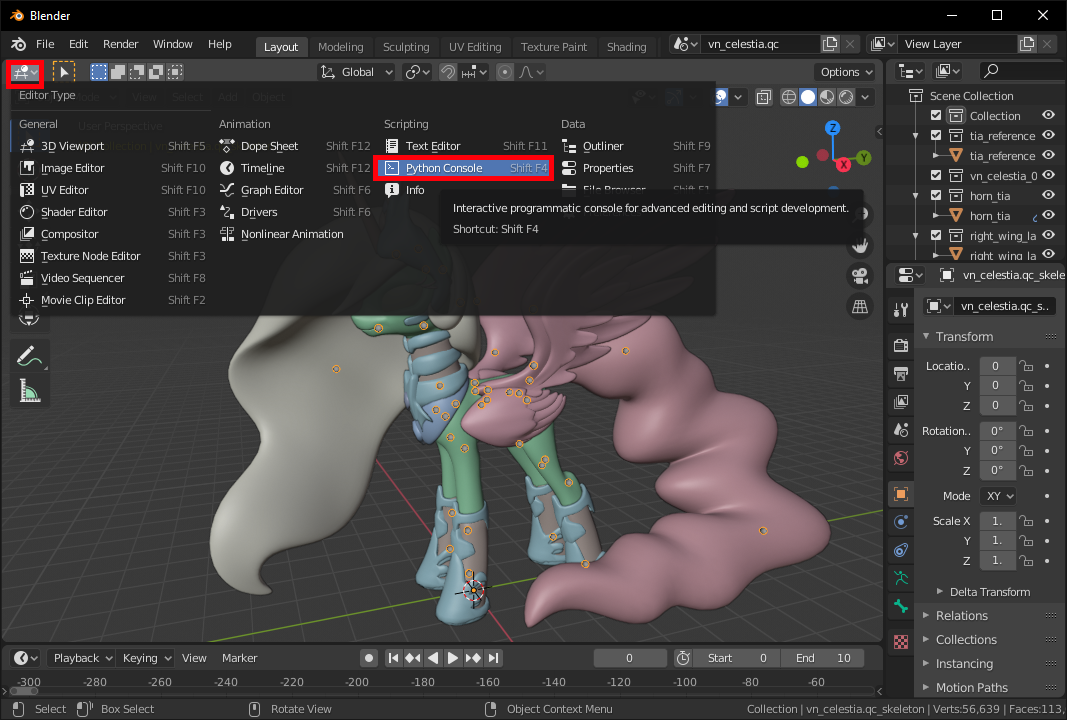 Blender
File Edit Render Window Help Layout Modeling Sculpting UV Editing Texture Paint Shading vn_celestia.qc View Layer
Global Options
Editor Type
General
3D Viewport Shift F5
Image Editor Shift F10
UV Editor Shift F10
Shader Editor Shift F3
Compositor Shift F3
Texture Node Editor Shift F3
Video Sequencer Shift F8
Movie Clip Editor Shift F2
Animation
Dope Sheet Shift F12
Timeline Shift F12
Graph Editor Shift F6
Drivers Shift F6
Nonlinear Animation
Scripting
Text Editor Shift F11
Python Console Shift F4
Info
Data
Outliner Shift F9
Properties Shift F7
File Browser Shift F1
Interactive programmatic console for advanced editing and script development.
Shortcut: Shift F4
Z
Y
X
Scene Collection
Collection
tia_reference
tia_reference
vn_celestia_0
horn_tia
horn_tia
right_wing_la
right_wing_la
vn_celestia.qc_skele
vn_celestia.qc_s..
Transform
Locatio.. 0
Y 0
Z 0
Rotation.. 0°
Y 0°
Z 0°
Mode XY
Scale X 1.
Y 1.
Z 1.
Delta Transform
Relations
Collections
Instancing
Motion Paths
Playback Keying View Marker 0 Start 0 End 10
-300 -280 -260 -240 -220 -200 -180 -160 -140 -120 -100 -80 -60
Select Box Select Rotate View Object Context Menu Collection | vn_celestia.qc_skeleton | Verts:56,639 | Faces:113,